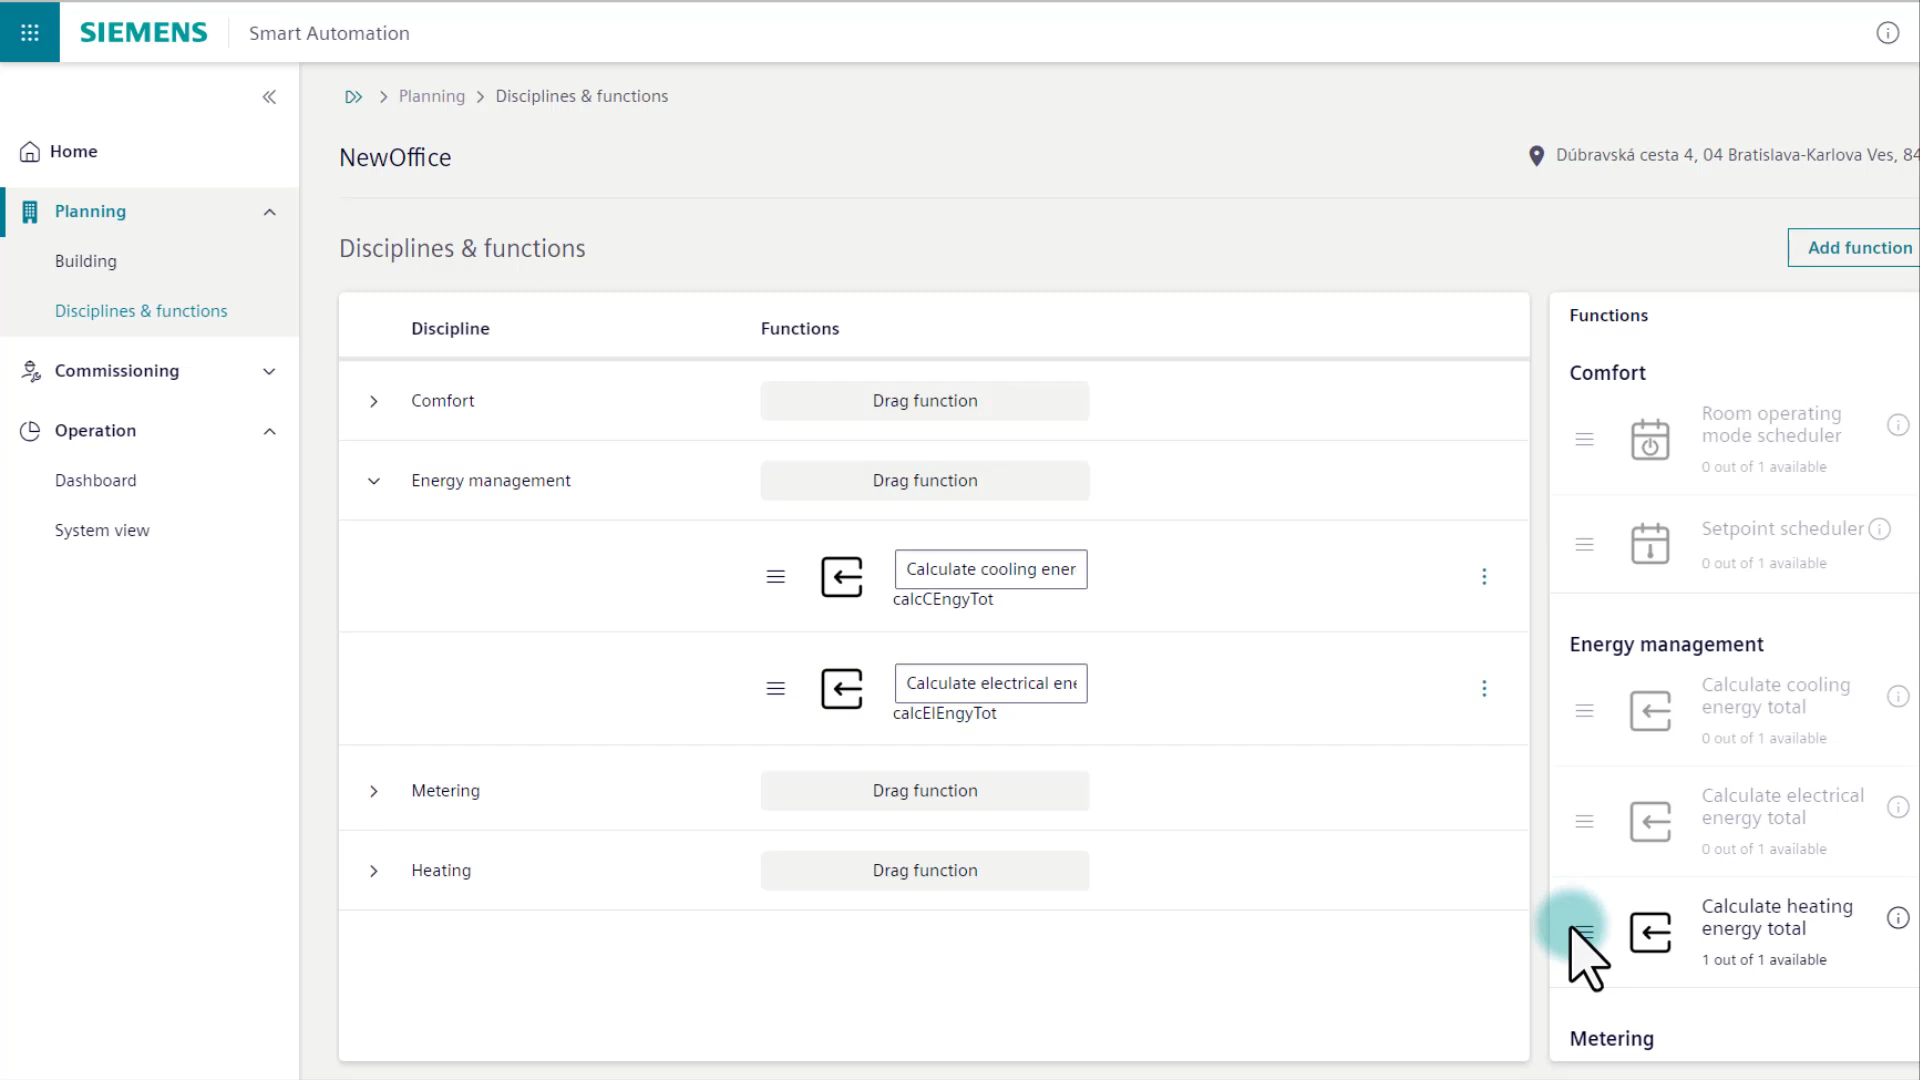 SIEMENS
Smart Automation
Planning
Disciplines & functions
Home
NewOffice
Dúbravská cesta 4, 04 Bratislava-Karlova Ves, 84
Planning
Building
Disciplines & functions
Disciplines & functions
Add function
Commissioning
Operation
Dashboard
System view
Discipline
Functions
Comfort
Drag function
Energy management
Drag function
Calculate cooling ener
calcCEngyTot
Calculate electrical ene
calcElEngyTot
Metering
Drag function
Heating
Drag function
Functions
Comfort
Room operating
mode scheduler
0 out of 1 available
Setpoint scheduler
0 out of 1 available
Energy management
Calculate cooling
energy total
0 out of 1 available
Calculate electrical
energy total
0 out of 1 available
Calculate heating
energy total
1 out of 1 available
Metering